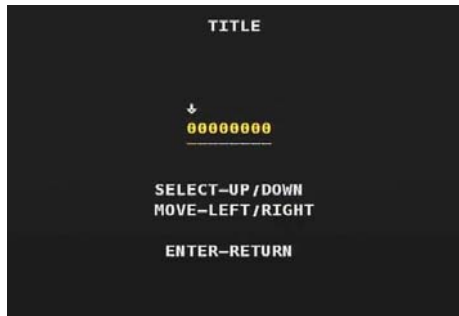 TITLE
00000000
SELECT–UP/DOWN
MOVE–LEFT/RIGHT
ENTER–RETURN